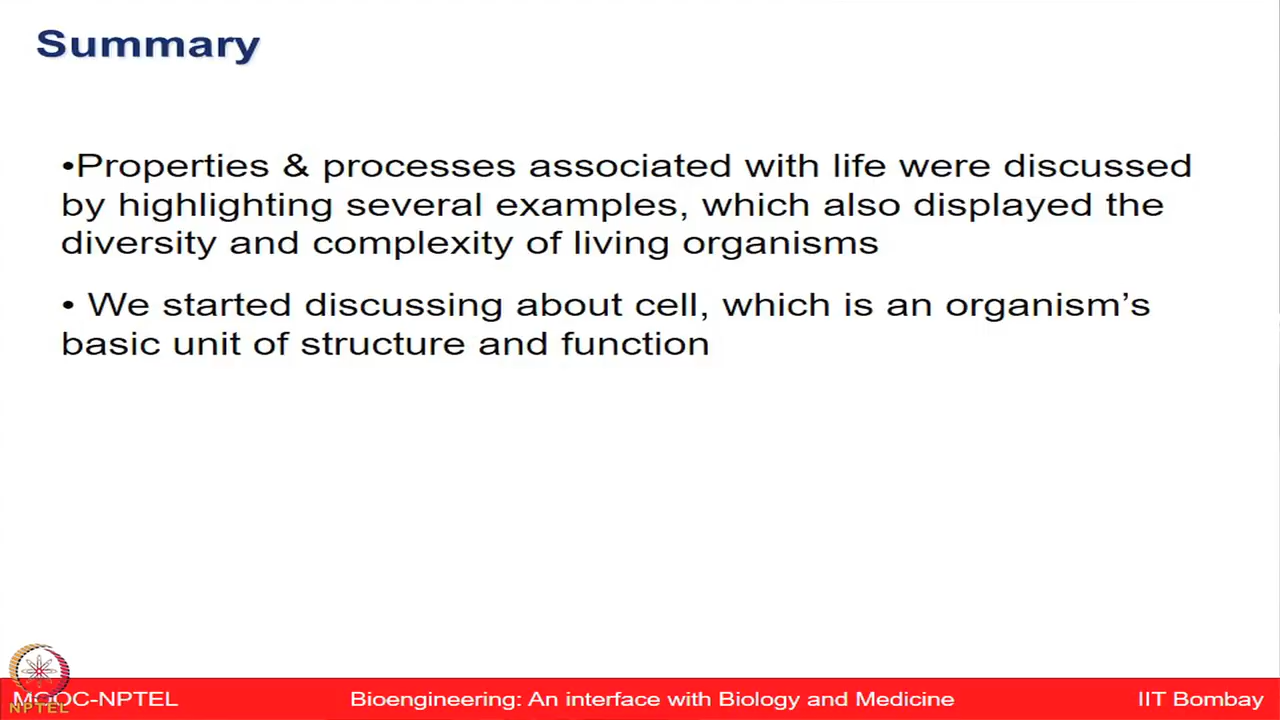 Summary
•Properties & processes associated with life were discussed
by highlighting several examples, which also displayed the
diversity and complexity of living organisms
• We started discussing about cell, which is an organism's
basic unit of structure and function
MOOC-NPTEL Bioengineering: An interface with Biology and Medicine IIT Bombay
NPTEL